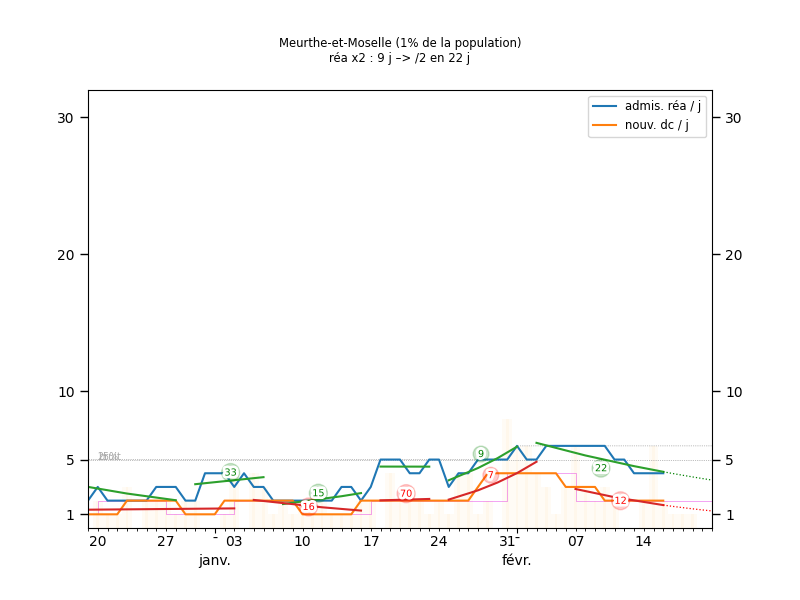 Meurthe-et-Moselle (1% de la population)
réa x2 : 9 j –> /2 en 22 j
admis. réa / j
nouv. dc / j
30 30
20 20
10 10
5 5
2 2
1 1
33
15
16
70
9
7
22
12
20 27 03 10 17 24 31 07 14
janv. févr.